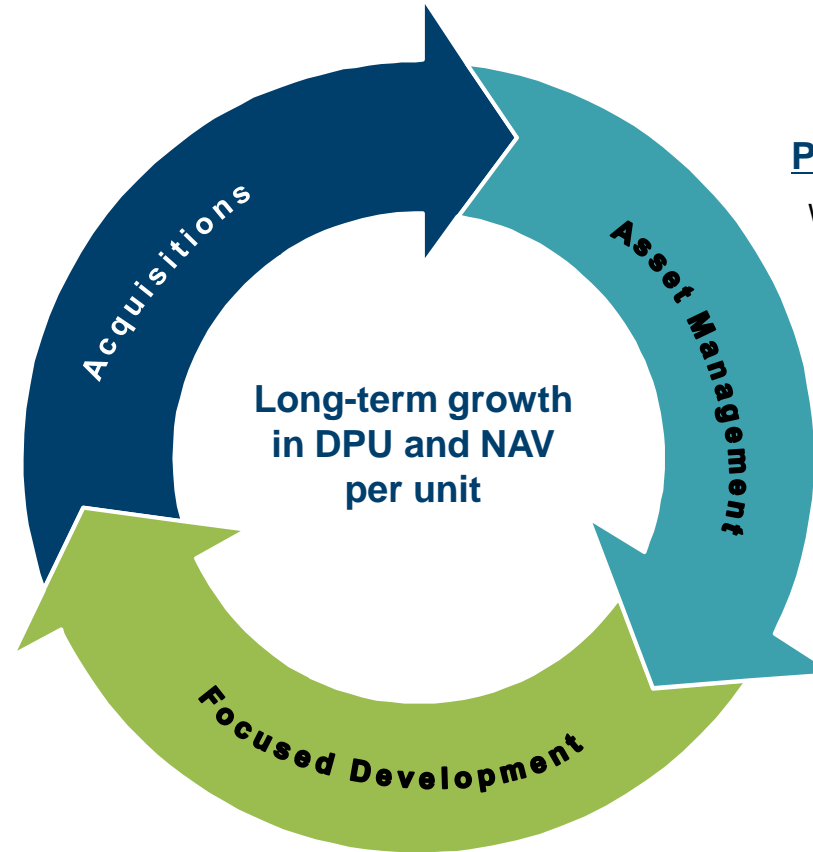 Acquisitions
Asset Management
Long-term growth
in DPU and NAV
per unit
Focused Development